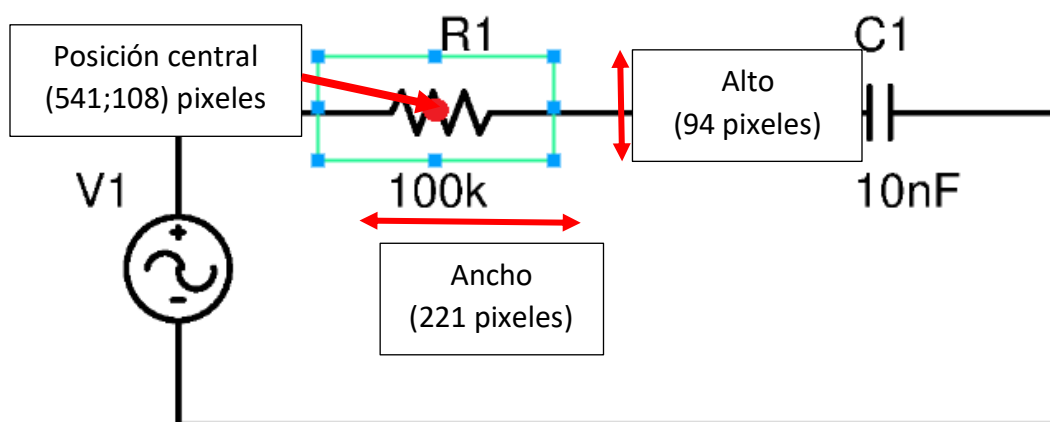 Posición central
(541;108) pixeles
R1
Alto
(94 pixeles)
C1
V1
100k
10nF
Ancho
(221 pixeles)